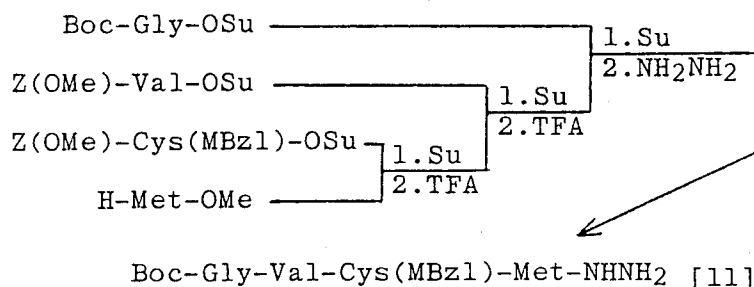 Boc-Gly-OSu
1.Su
2.NH2NH2
Z(OMe)-Val-OSu
1.Su
2.TFA
Z(OMe)-Cys(MBzl)-OSu
1.Su
2.TFA
H-Met-OMe
Boc-Gly-Val-Cys(MBzl)-Met-NHNH2 [11]